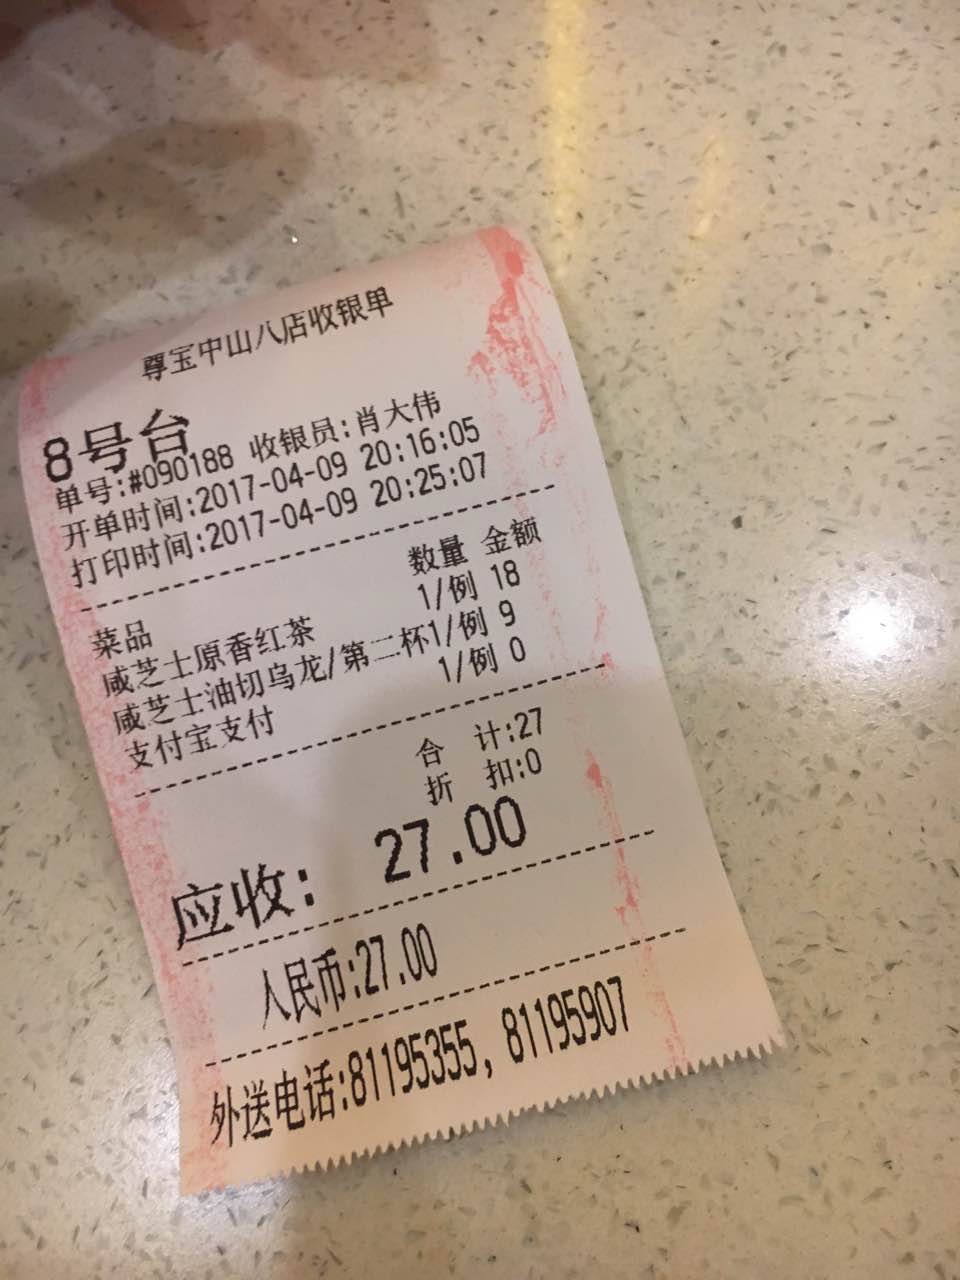 尊宝中山八店收银单
8号台
单号:#090188 收银员:肖大伟
开单时间:2017-04-09 20:16:05
打印时间:2017-04-09 20:25:07
菜品 数量 金额
咸芝士原香红茶 1/例 18
咸芝士油切乌龙/第二杯1/例 9
支付宝支付 1/例 0
合 计:27
折 扣:0
应收: 27.00
人民币:27.00
外送电话:81195355, 81195907